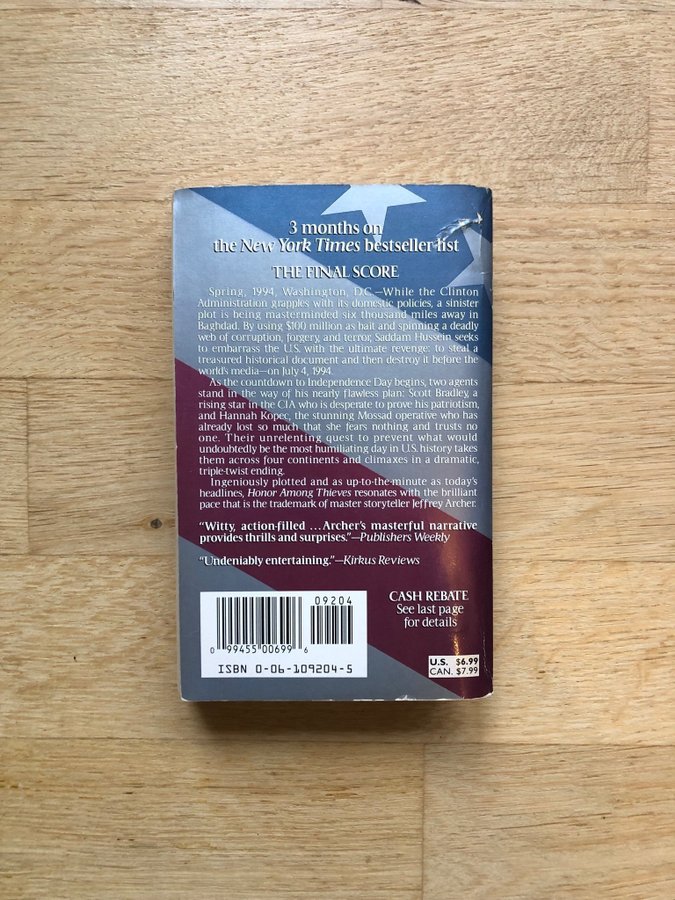 3 months on
the New York Times bestseller list
THE FINAL SCORE
Spring, 1994, Washington, D.C.—While the Clinton
Administration grapples with its domestic policies, a sinister
plot is being masterminded six thousand miles away in
Baghdad. By using $100 million as bait and spinning a deadly
web of corruption, forgery, and terror, Saddam Hussein seeks
to embarrass the U.S. with the ultimate revenge: to steal a
treasured historical document and then destroy it before the
world's media—on July 4, 1994.
As the countdown to Independence Day begins, two agents
stand in the way of his nearly flawless plan: Scott Bradley, a
rising star in the CIA who is desperate to prove his patriotism,
and Hannah Kopec, the stunning Mossad operative who has
already lost so much that she fears nothing and trusts no
one. Their unrelenting quest to prevent what would
undoubtedly be the most humiliating day in U.S. history takes
them across four continents and climaxes in a dramatic,
triple-twist ending.
Ingeniously plotted and as up-to-the-minute as today's
headlines, Honor Among Thieves resonates with the brilliant
pace that is the trademark of master storyteller Jeffrey Archer.
“Witty, action-filled ... Archer's masterful narrative
provides thrills and surprises.”—Publishers Weekly
“Undeniably entertaining.”—Kirkus Reviews
CASH REBATE
See last page
for details
09204
0 99455 00699 6
ISBN 0-06-109204-5
U.S. $6.99
CAN. $7.99